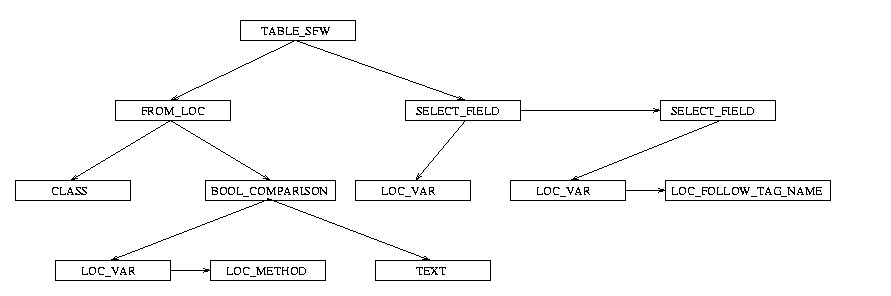 TABLE_SFW
FROM_LOC
SELECT_FIELD
SELECT_FIELD
CLASS
BOOL_COMPARISON
LOC_VAR
LOC_VAR
LOC_FOLLOW_TAG_NAME
LOC_VAR
LOC_METHOD
TEXT